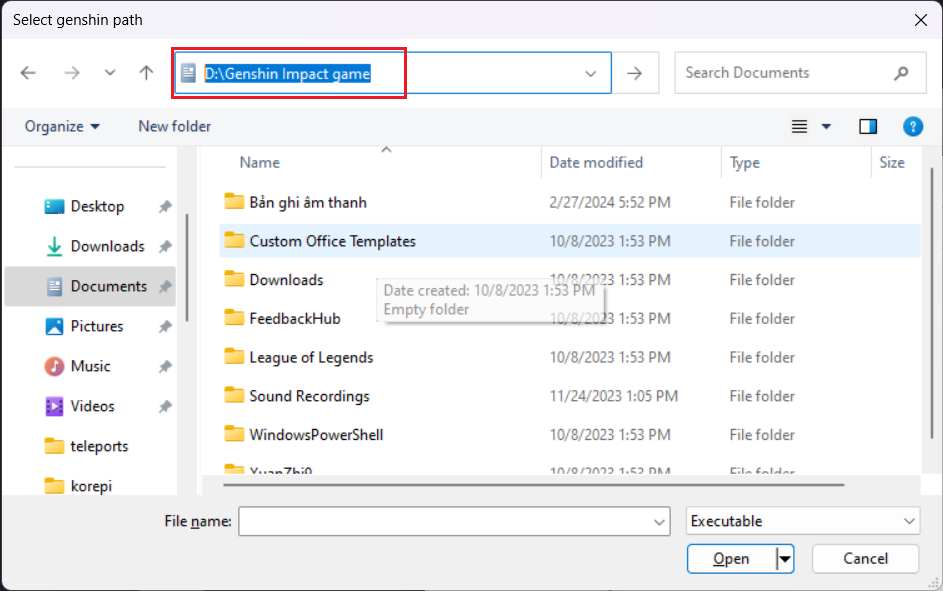 Select genshin path
D:\Genshin Impact game
Search Documents
Organize
New folder
?
Name
Date modified
Type
Size
Desktop
Downloads
Documents
Pictures
Music
Videos
teleports
korepi
Bản ghi âm thanh 2/27/2024 5:52 PM File folder
Custom Office Templates 10/8/2023 1:53 PM File folder
Downloads 10/8/2023 1:53 PM File folder
Date created: 10/8/2023 1:53 PM
Empty folder
FeedbackHub 10/8/2023 1:53 PM File folder
League of Legends 10/8/2023 1:53 PM File folder
Sound Recordings 11/24/2023 1:05 PM File folder
WindowsPowerShell 10/8/2023 1:53 PM File folder
10/8/2023 1:53 PM File folder
File name:
Executable
Open
Cancel